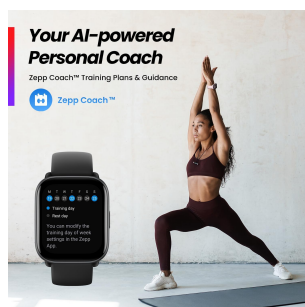 Your AI-powered
Personal Coach
Zepp Coach™ Training Plans & Guidance
Zepp Coach™
M T W T F S S
Training day
Rest day
You can modify the
training day of week
settings in the Zepp
App.